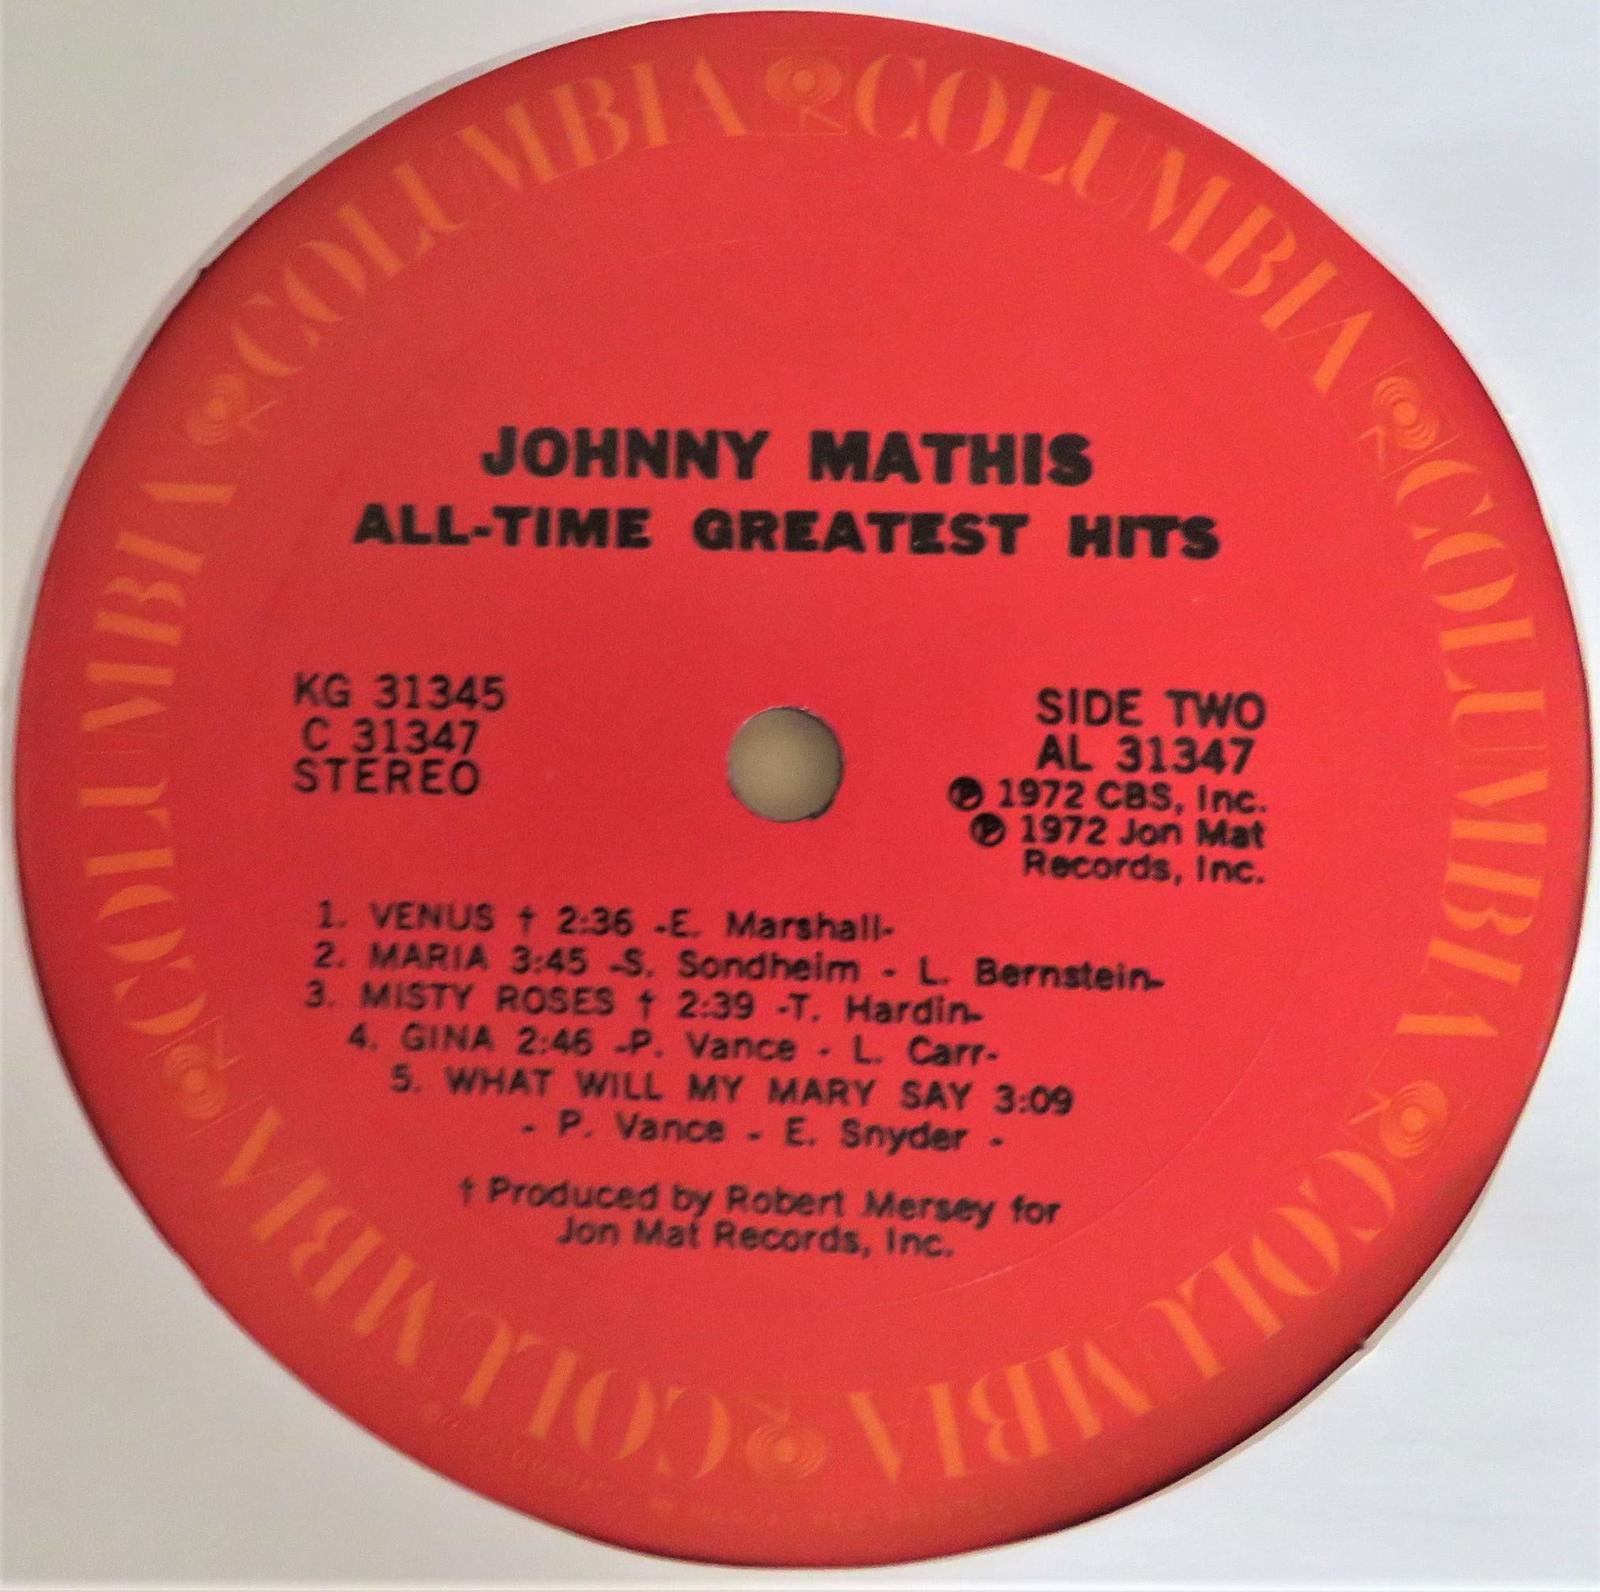 COLUMBIA COLUMBIA COLUMBIA COLUMBIA COLUMBIA COLUMBIA
JOHNNY MATHIS
ALL-TIME GREATEST HITS
KG 31345
C 31347
STEREO
SIDE TWO
AL 31347
℗ 1972 CBS, Inc.
℗ 1972 Jon Mat
Records, Inc.
1. VENUS † 2:36 -E. Marshall-
2. MARIA 3:45 -S. Sondheim - L. Bernstein-
3. MISTY ROSES † 2:39 -T. Hardin-
4. GINA 2:46 -P. Vance - L. Carr-
5. WHAT WILL MY MARY SAY 3:09
- P. Vance - E. Snyder -
† Produced by Robert Mersey for
Jon Mat Records, Inc.